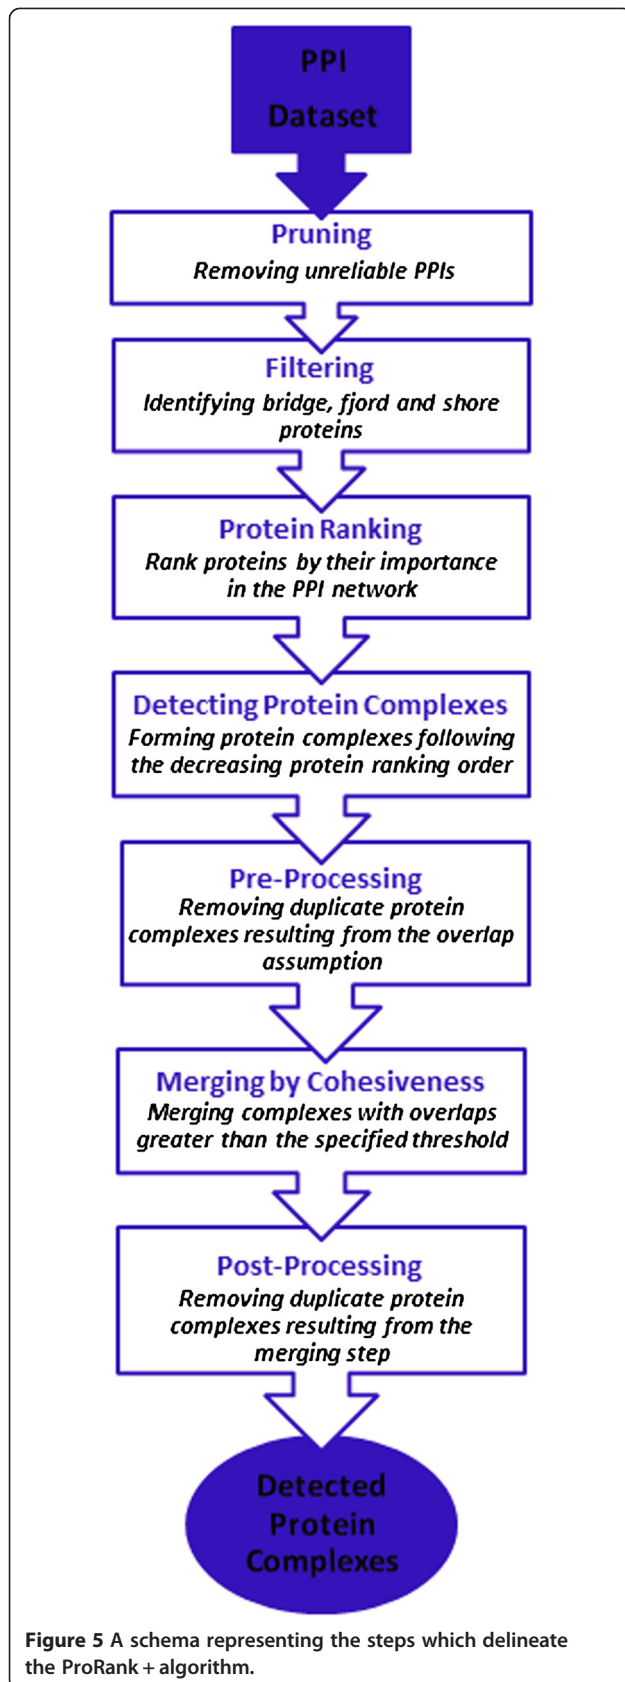 PPI
Dataset
Pruning
Removing unreliable PPIs
Filtering
Identifying bridge, fjord and shore
proteins
Protein Ranking
Rank proteins by their importance
in the PPI network
Detecting Protein Complexes
Forming protein complexes following
the decreasing protein ranking order
Pre-Processing
Removing duplicate protein
complexes resulting from the overlap
assumption
Merging by Cohesiveness
Merging complexes with overlaps
greater than the specified threshold
Post-Processing
Removing duplicate protein
complexes resulting from the
merging step
Detected
Protein
Complexes
Figure 5 A schema representing the steps which delineate
the ProRank + algorithm.